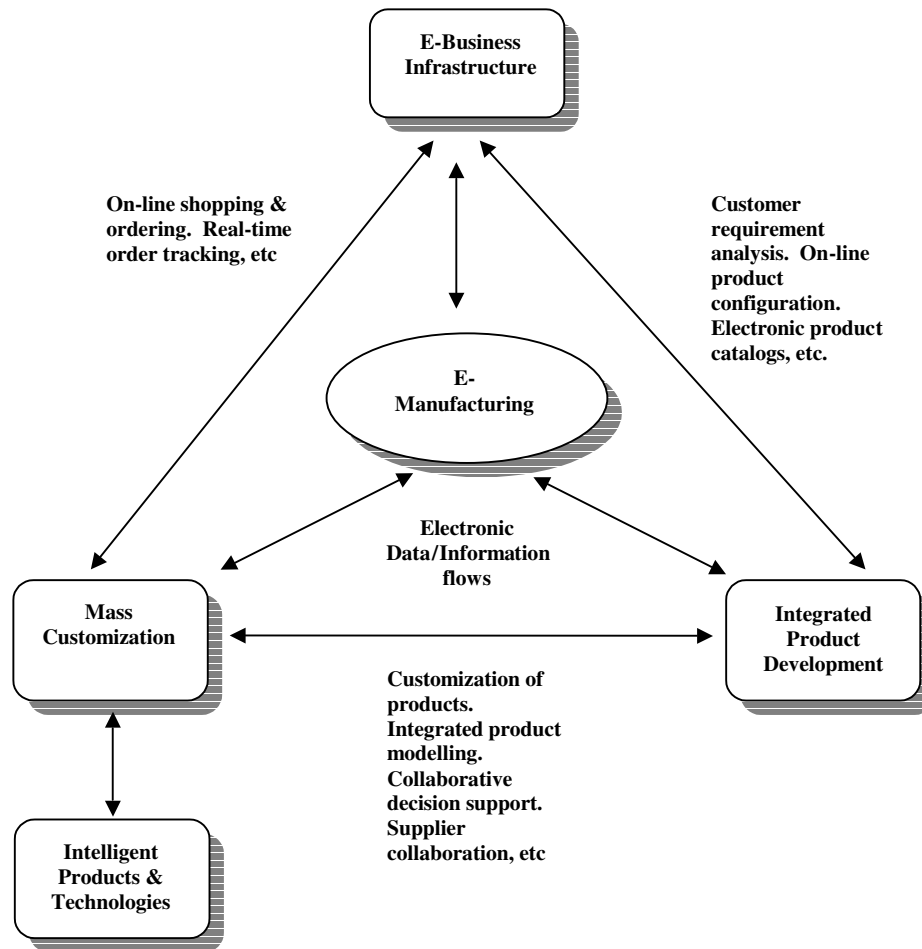 E-Business
Infrastructure
On-line shopping &
ordering.  Real-time
order tracking, etc
Customer
requirement
analysis.  On-line
product
configuration.
Electronic product
catalogs, etc.
E-
Manufacturing
Electronic
Data/Information
flows
Mass
Customization
Integrated
Product
Development
Customization of
products.
Integrated product
modelling.
Collaborative
decision support.
Supplier
collaboration, etc
Intelligent
Products &
Technologies